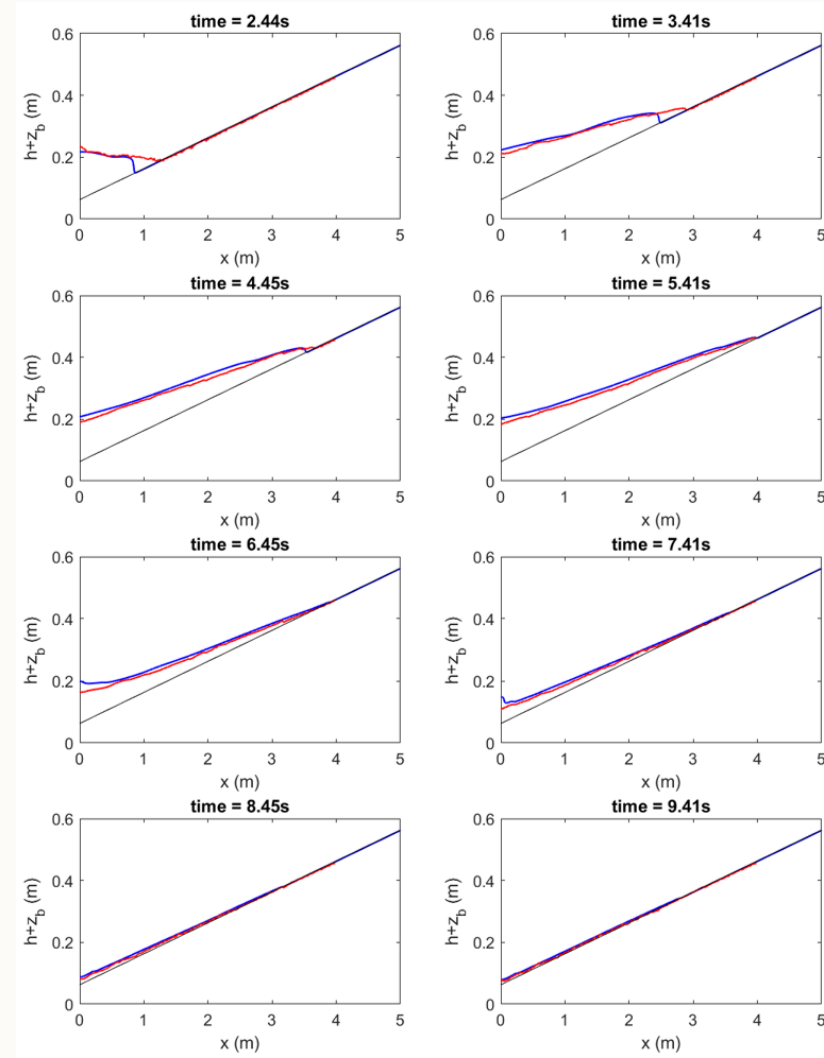 time = 2.44s
0.6
0.4
0.2
0
h+z_b (m)
0 1 2 3 4 5
x (m)
time = 3.41s
0.6
0.4
0.2
0
h+z_b (m)
0 1 2 3 4 5
x (m)
time = 4.45s
0.6
0.4
0.2
0
h+z_b (m)
0 1 2 3 4 5
x (m)
time = 5.41s
0.6
0.4
0.2
0
h+z_b (m)
0 1 2 3 4 5
x (m)
time = 6.45s
0.6
0.4
0.2
0
h+z_b (m)
0 1 2 3 4 5
x (m)
time = 7.41s
0.6
0.4
0.2
0
h+z_b (m)
0 1 2 3 4 5
x (m)
time = 8.45s
0.6
0.4
0.2
0
h+z_b (m)
0 1 2 3 4 5
x (m)
time = 9.41s
0.6
0.4
0.2
0
h+z_b (m)
0 1 2 3 4 5
x (m)